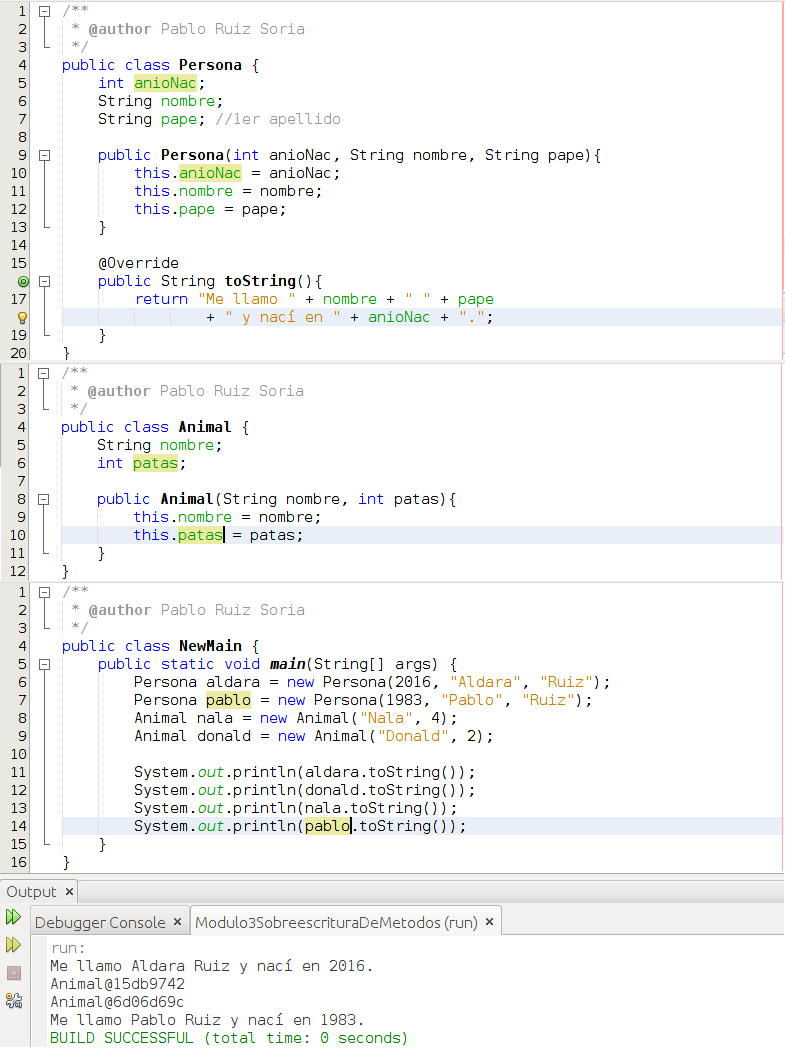 1 /**
2  * @author Pablo Ruiz Soria
3  */
4 public class Persona {
5     int anioNac;
6     String nombre;
7     String pape; //1er apellido
8
9     public Persona(int anioNac, String nombre, String pape){
10         this.anioNac = anioNac;
11         this.nombre = nombre;
12         this.pape = pape;
13     }
14
15     @Override
    public String toString(){
17         return "Me llamo " + nombre + " " + pape
                + " y nací en " + anioNac + ".";
19     }
20 }
1 /**
2  * @author Pablo Ruiz Soria
3  */
4 public class Animal {
5     String nombre;
6     int patas;
7
8     public Animal(String nombre, int patas){
9         this.nombre = nombre;
10         this.patas = patas;
11     }
12 }
1 /**
2  * @author Pablo Ruiz Soria
3  */
4 public class NewMain {
5     public static void main(String[] args) {
6         Persona aldara = new Persona(2016, "Aldara", "Ruiz");
7         Persona pablo = new Persona(1983, "Pablo", "Ruiz");
8         Animal nala = new Animal("Nala", 4);
9         Animal donald = new Animal("Donald", 2);
10
11         System.out.println(aldara.toString());
12         System.out.println(donald.toString());
13         System.out.println(nala.toString());
14         System.out.println(pablo.toString());
15     }
16 }
Output ×
Debugger Console × Modulo3SobreescrituraDeMetodos (run) ×
run:
Me llamo Aldara Ruiz y nací en 2016.
Animal@15db9742
Animal@6d06d69c
Me llamo Pablo Ruiz y nací en 1983.
BUILD SUCCESSFUL (total time: 0 seconds)